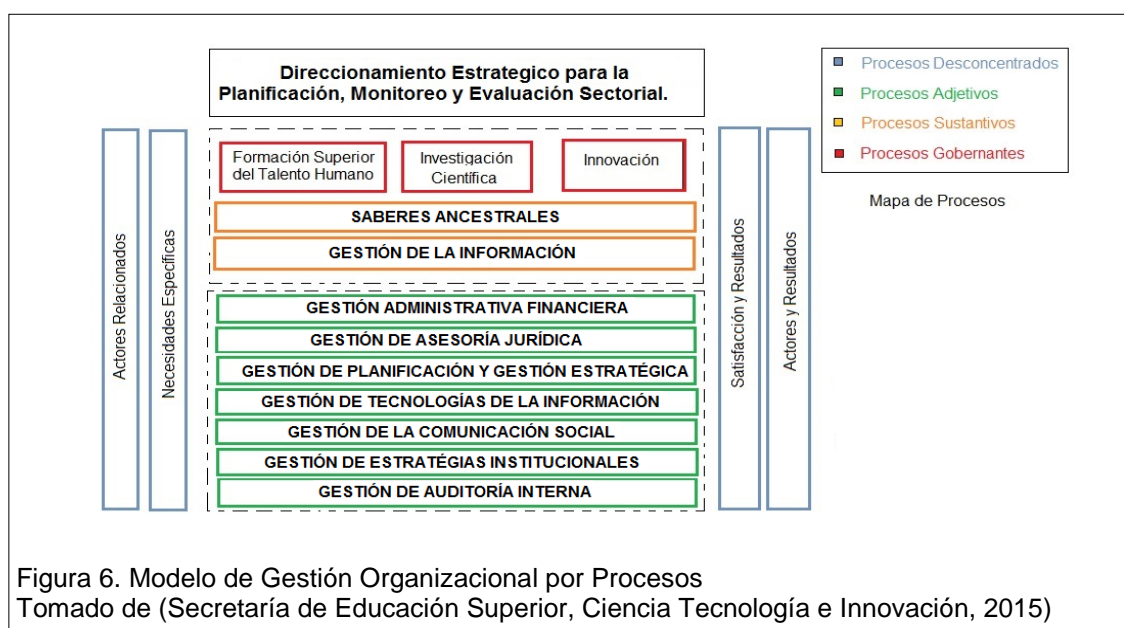 Direccionamiento Estrategico para la
Planificación, Monitoreo y Evaluación Sectorial.
Procesos Desconcentrados
Procesos Adjetivos
Procesos Sustantivos
Procesos Gobernantes
Mapa de Procesos
Actores Relacionados
Necesidades Específicas
Formación Superior
del Talento Humano
Investigación
Científica
Innovación
SABERES ANCESTRALES
GESTIÓN DE LA INFORMACIÓN
GESTIÓN ADMINISTRATIVA FINANCIERA
GESTIÓN DE ASESORÍA JURÍDICA
GESTIÓN DE PLANIFICACIÓN Y GESTIÓN ESTRATÉGICA
GESTIÓN DE TECNOLOGÍAS DE LA INFORMACIÓN
GESTIÓN DE LA COMUNICACIÓN SOCIAL
GESTIÓN DE ESTRATÉGIAS INSTITUCIONALES
GESTIÓN DE AUDITORÍA INTERNA
Satisfacción y Resultados
Actores y Resultados
Figura 6. Modelo de Gestión Organizacional por Procesos
Tomado de (Secretaría de Educación Superior, Ciencia Tecnología e Innovación, 2015)